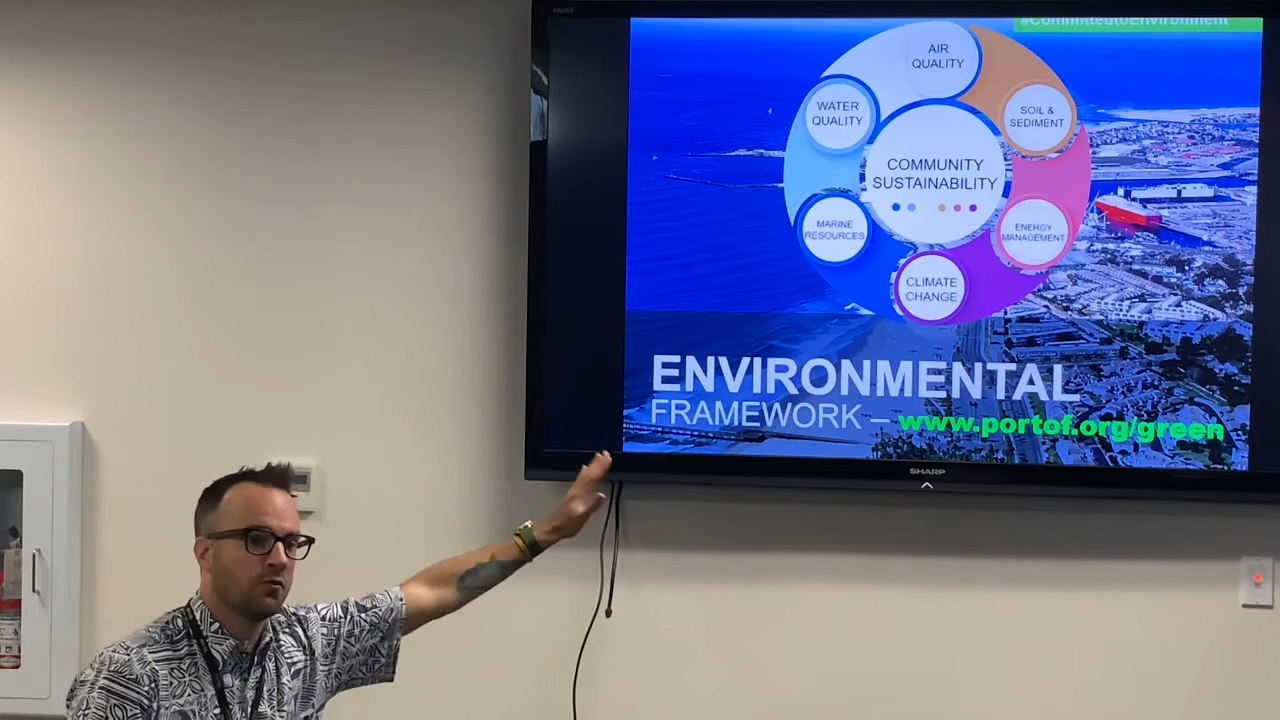 #CommittedtoEnvironment
AIR
QUALITY
WATER
QUALITY
SOIL &
SEDIMENT
COMMUNITY
SUSTAINABILITY
MARINE
RESOURCES
ENERGY
MANAGEMENT
CLIMATE
CHANGE
ENVIRONMENTAL
FRAMEWORK – www.portof.org/green
SHARP